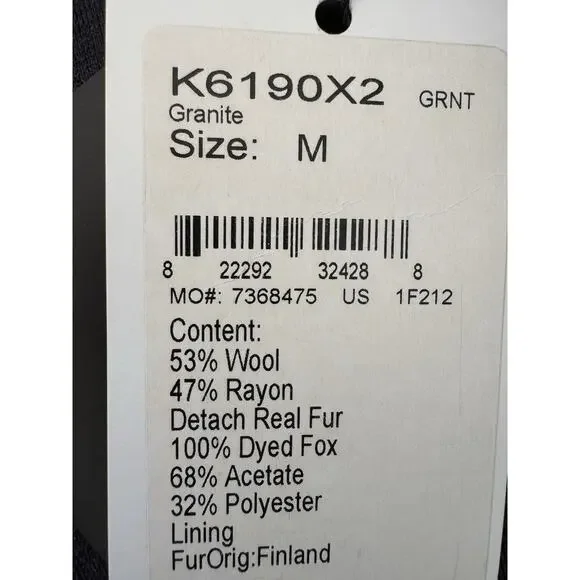 K6190X2 GRNT
Granite
Size: M
8 22292 32428 8
MO#: 7368475 US 1F212
Content:
53% Wool
47% Rayon
Detach Real Fur
100% Dyed Fox
68% Acetate
32% Polyester
Lining
FurOrig:Finland